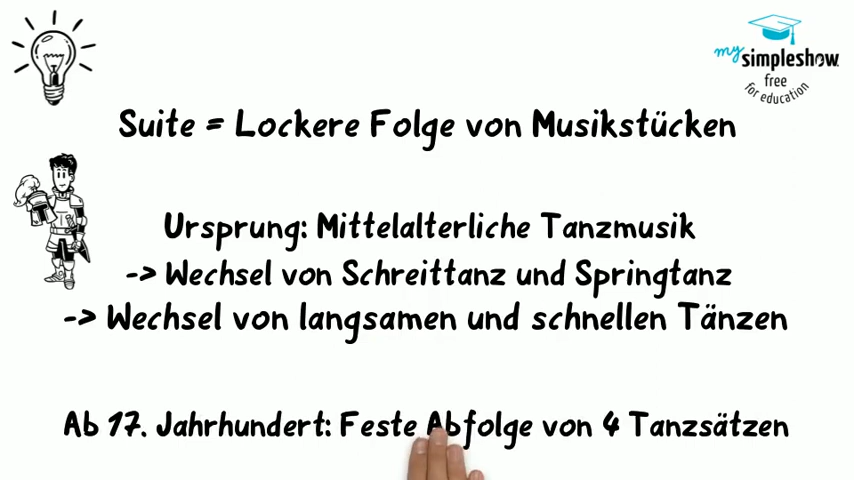 my
simpleshow
free
for education
Suite = Lockere Folge von Musikstücken
Ursprung: Mittelalterliche Tanzmusik
-> Wechsel von Schreittanz und Springtanz
-> Wechsel von langsamen und schnellen Tänzen
Ab 17. Jahrhundert: Feste Abfolge von 4 Tanzsätzen